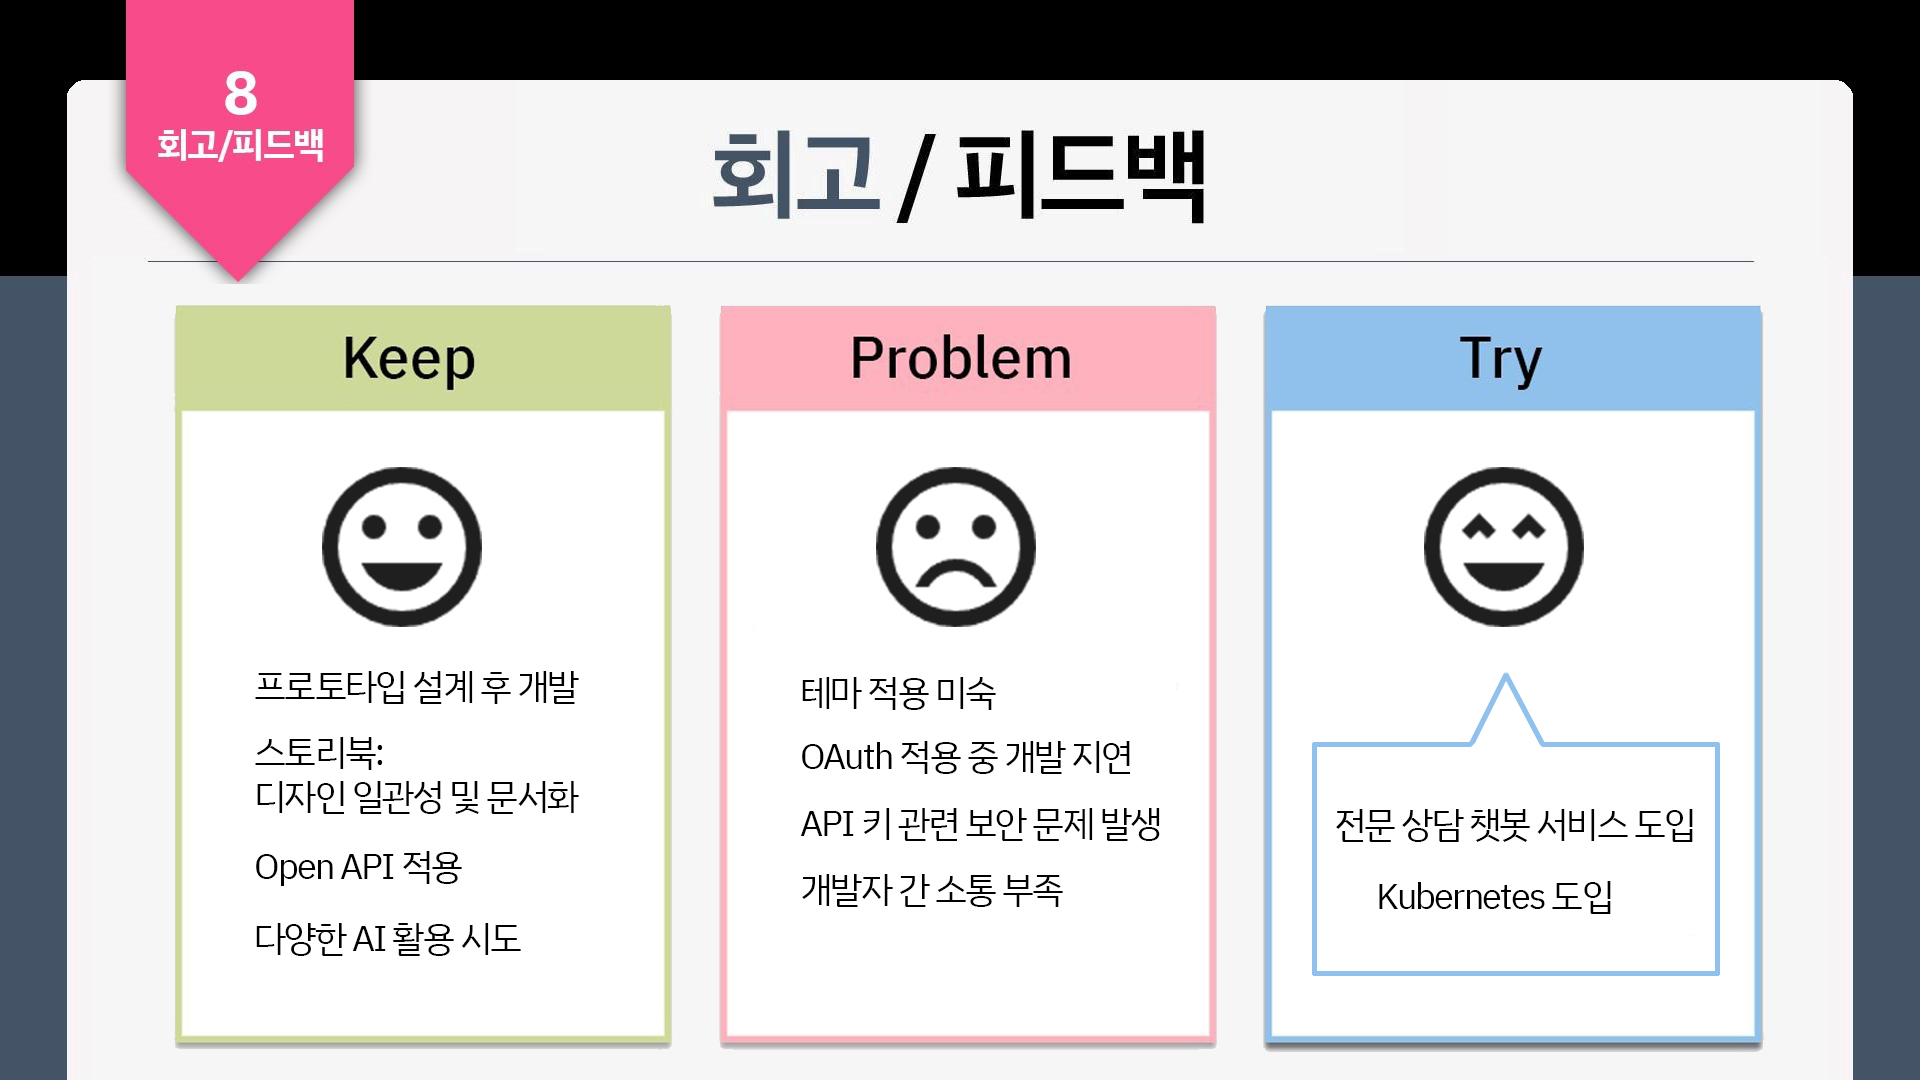 8
회고/피드백
회고 / 피드백
Keep
프로토타입 설계 후 개발
스토리북:
디자인 일관성 및 문서화
Open API 적용
다양한 AI 활용 시도
Problem
테마 적용 미숙
OAuth 적용 중 개발 지연
API 키 관련 보안 문제 발생
개발자 간 소통 부족
Try
전문 상담 챗봇 서비스 도입
Kubernetes 도입